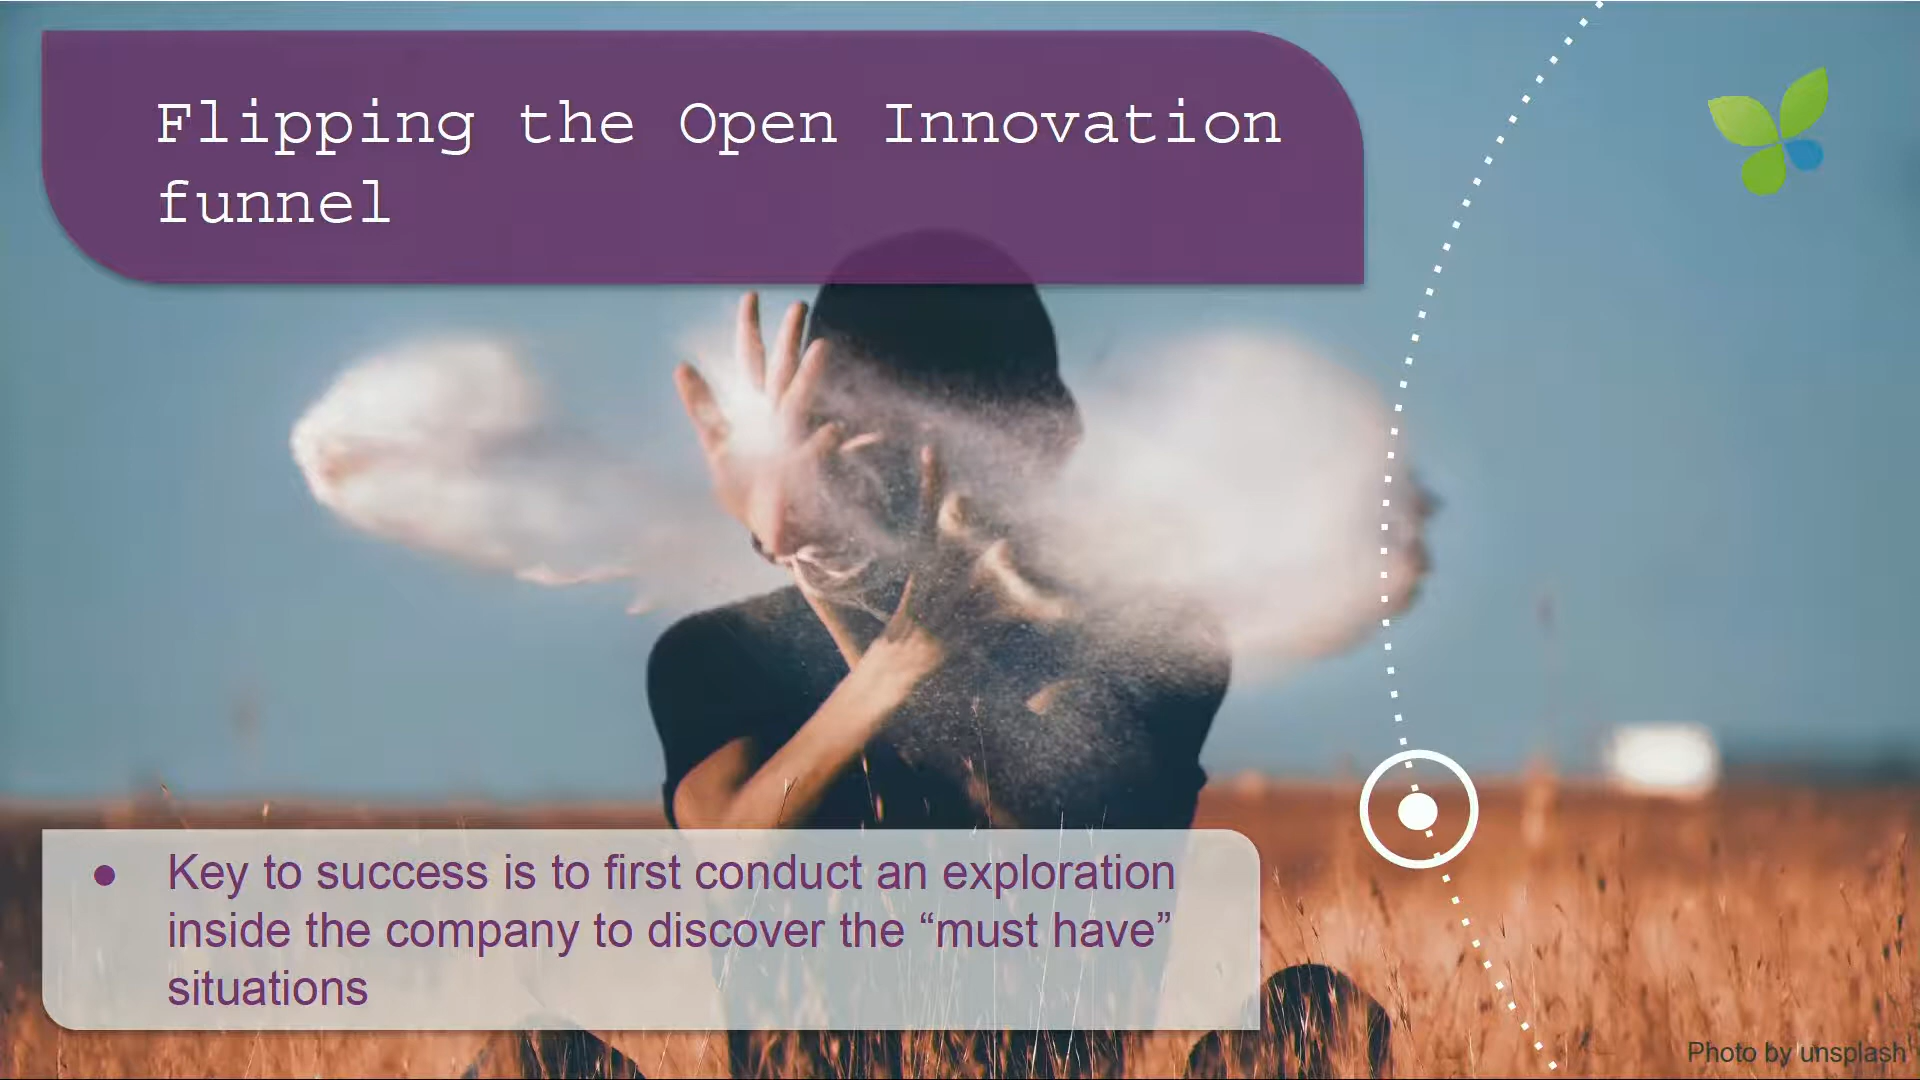 Flipping the Open Innovation
funnel
● Key to success is to first conduct an exploration
inside the company to discover the “must have”
situations
Photo by unsplash